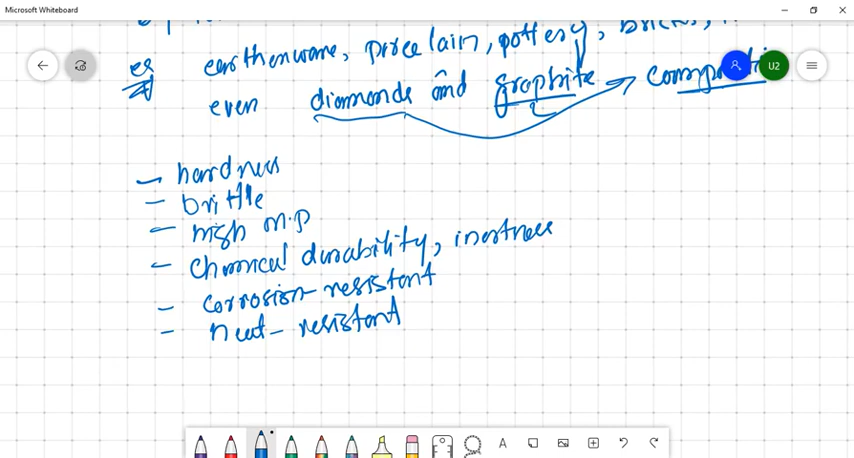 Microsoft Whiteboard
eg earthenware, porcelain, pottery, bricks,
U2
even diamonds and graphite
- hardness
- brittle
- high m.p
- chemical durability, inertness
- corrosion-resistant
- heat-resistant
A